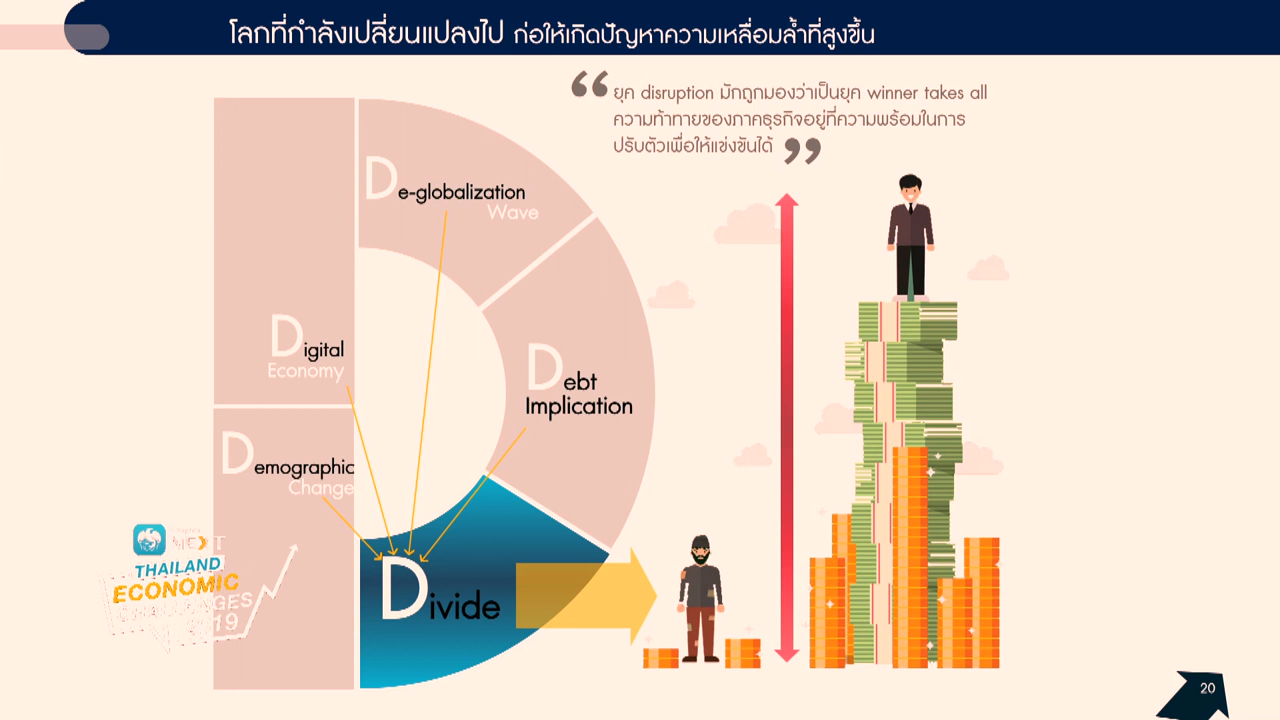 โลกที่กำลังเปลี่ยนแปลงไป ก่อให้เกิดปัญหาความเหลื่อมล้ำที่สูงขึ้น
“ ยุค disruption มักถูกมองว่าเป็นยุค winner takes all
ความท้าทายของภาคธุรกิจอยู่ที่ความพร้อมในการ
ปรับตัวเพื่อให้แข่งขันได้ ”
De-globalization
Wave
Digital
Economy
Debt
Implication
Demographic
Change
NEXT
THAILAND
ECONOMIC
Divide
20